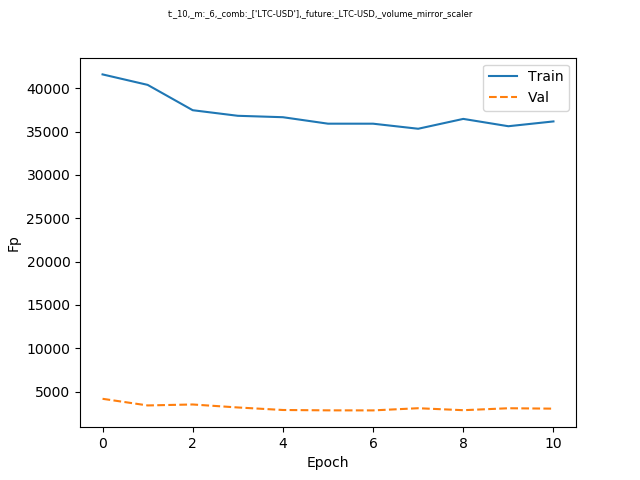 t:_10,_m:_6,_comb:_['LTC-USD'],_future:_LTC-USD,_volume_mirror_scaler
Train
Val
40000
35000
30000
25000
20000
15000
10000
5000
Fp
0 2 4 6 8 10
Epoch